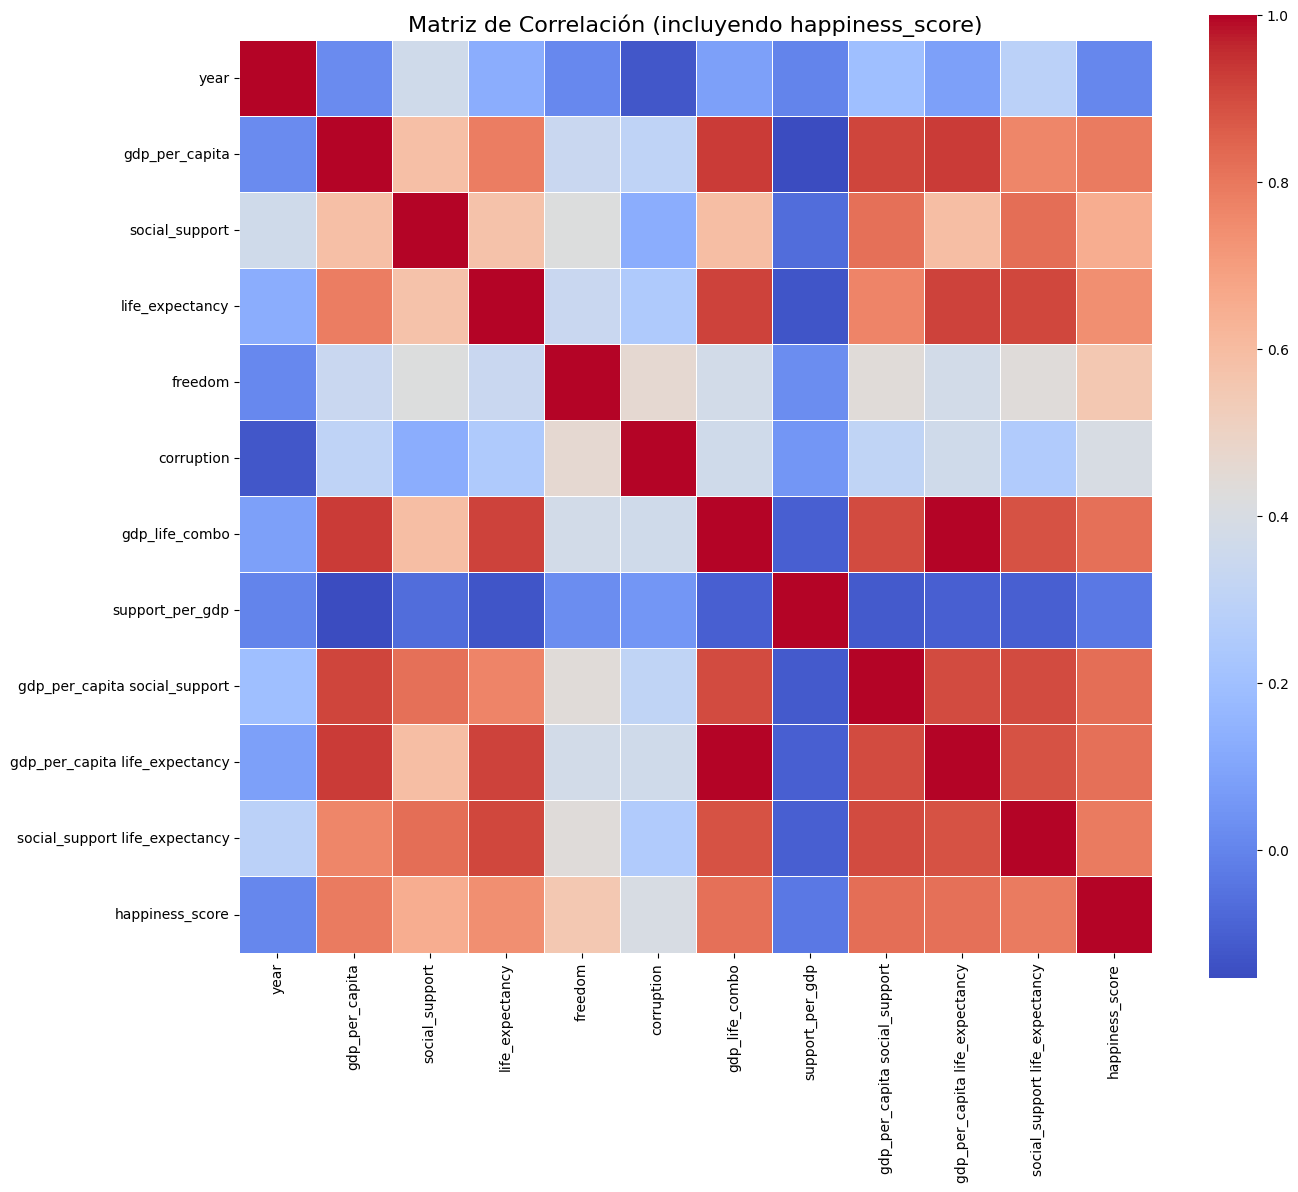 Matriz de Correlación (incluyendo happiness_score)
year
gdp_per_capita
social_support
life_expectancy
freedom
corruption
gdp_life_combo
support_per_gdp
gdp_per_capita social_support
gdp_per_capita life_expectancy
social_support life_expectancy
happiness_score
year
gdp_per_capita
social_support
life_expectancy
freedom
corruption
gdp_life_combo
support_per_gdp
gdp_per_capita social_support
gdp_per_capita life_expectancy
social_support life_expectancy
happiness_score
1.0
0.8
0.6
0.4
0.2
0.0